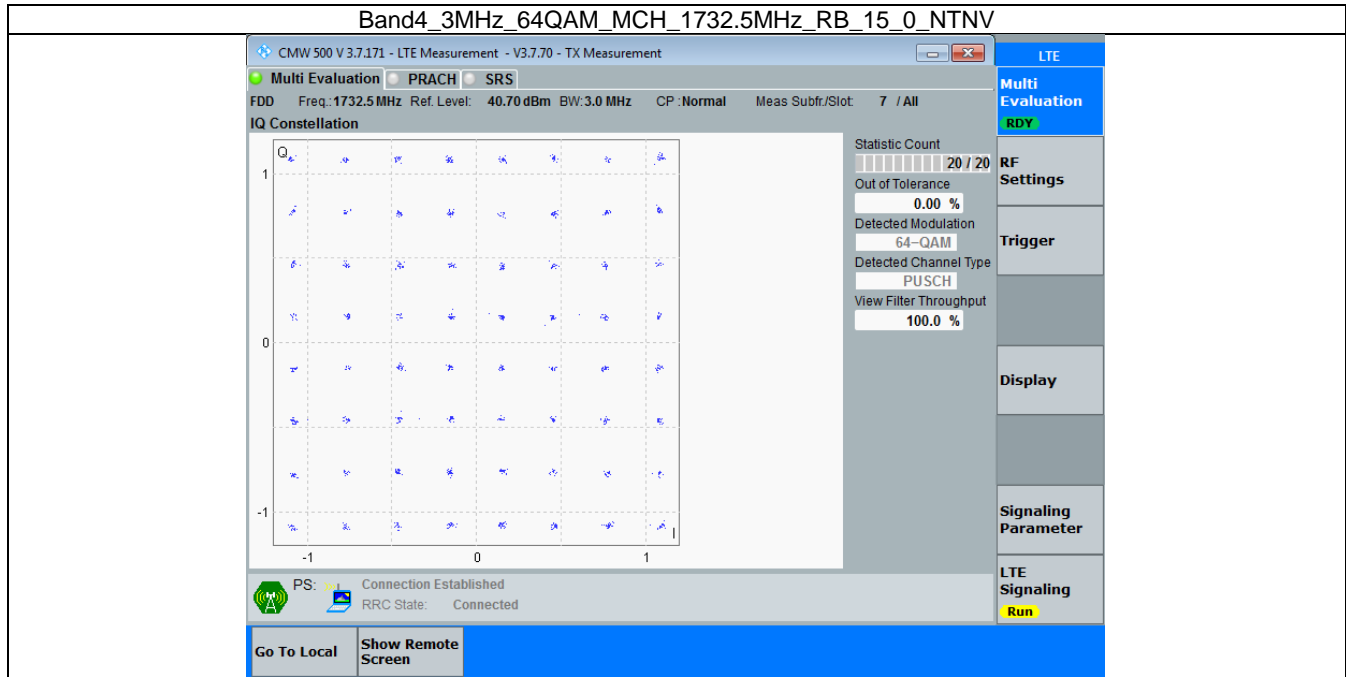 Band4_3MHz_64QAM_MCH_1732.5MHz_RB_15_0_NTNV
CMW 500 V 3.7.171 - LTE Measurement - V3.7.70 - TX Measurement
LTE
Multi Evaluation PRACH SRS
Multi
Evaluation
RDY
FDD Freq.:1732.5 MHz Ref. Level: 40.70 dBm BW:3.0 MHz CP :Normal Meas Subfr./Slot: 7 / All
IQ Constellation
Q
1
0
-1
-1 0 1
I
Statistic Count
20 / 20
Out of Tolerance
0.00 %
Detected Modulation
64-QAM
Detected Channel Type
PUSCH
View Filter Throughput
100.0 %
RF
Settings
Trigger
Display
Signaling
Parameter
LTE
Signaling
Run
PS: Connection Established
RRC State: Connected
Go To Local
Show Remote
Screen